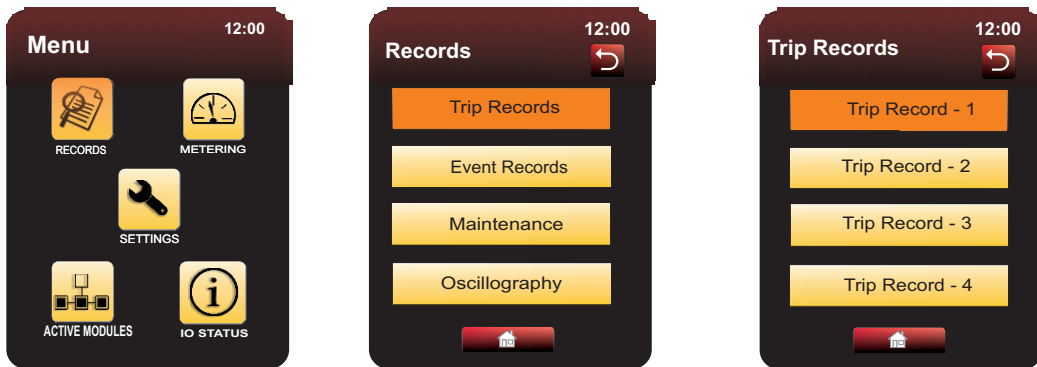 12:00
Menu
RECORDS
METERING
SETTINGS
ACTIVE MODULES
IO STATUS
12:00
Records
Trip Records
Event Records
Maintenance
Oscillography
12:00
Trip Records
Trip Record - 1
Trip Record - 2
Trip Record - 3
Trip Record - 4